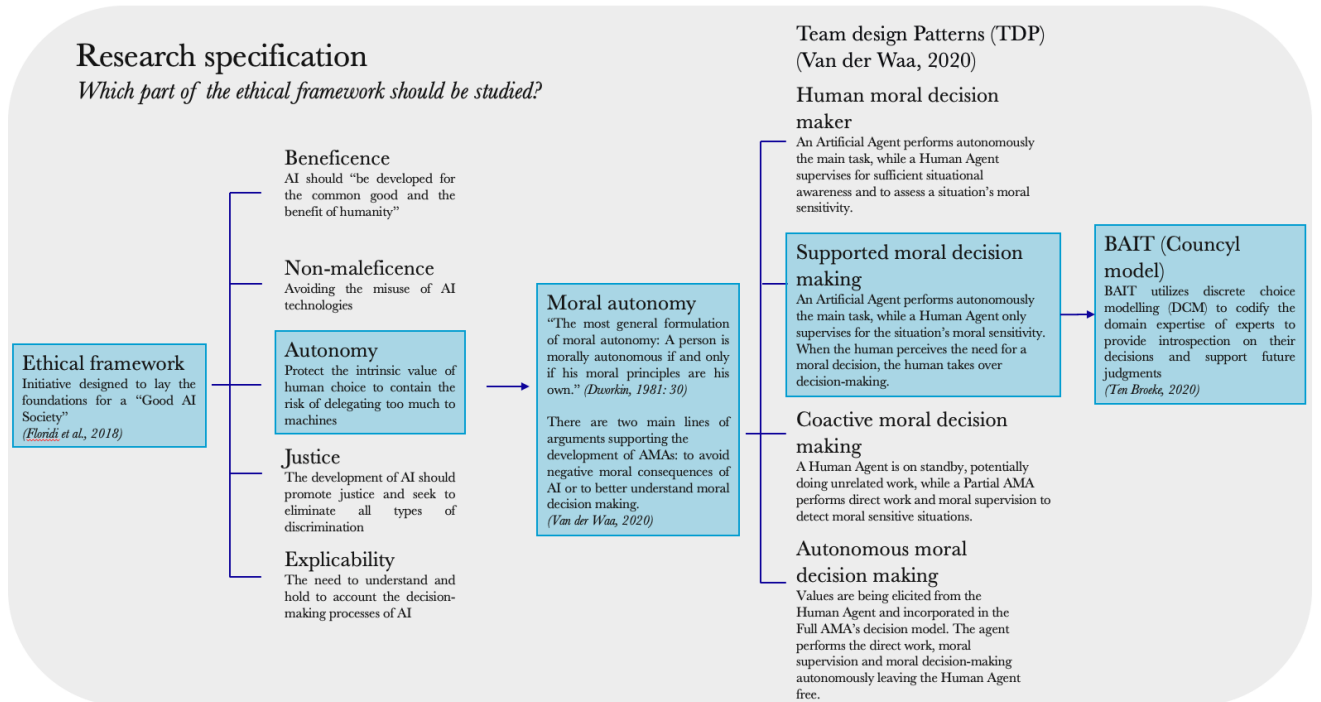 Research specification
Which part of the ethical framework should be studied?
Ethical framework
Initiative designed to lay the
foundations for a “Good AI
Society”
(Floridi et al., 2018)
Beneficence
AI should “be developed for
the common good and the
benefit of humanity”
Non-maleficence
Avoiding the misuse of AI
technologies
Autonomy
Protect the intrinsic value of
human choice to contain the
risk of delegating too much to
machines
Justice
The development of AI should
promote justice and seek to
eliminate all types of
discrimination
Explicability
The need to understand and
hold to account the decision-
making processes of AI
Moral autonomy
“The most general formulation
of moral autonomy: A person is
morally autonomous if and only
if his moral principles are his
own.” (Dworkin, 1981: 30)
There are two main lines of
arguments supporting the
development of AMAs: to avoid
negative moral consequences of
AI or to better understand moral
decision making.
(Van der Waa, 2020)
Team design Patterns (TDP)
(Van der Waa, 2020)
Human moral decision
maker
An Artificial Agent performs autonomously
the main task, while a Human Agent
supervises for sufficient situational
awareness and to assess a situation’s moral
sensitivity.
Supported moral decision
making
An Artificial Agent performs autonomously
the main task, while a Human Agent only
supervises for the situation’s moral sensitivity.
When the human perceives the need for a
moral decision, the human takes over
decision-making.
Coactive moral decision
making
A Human Agent is on standby, potentially
doing unrelated work, while a Partial AMA
performs direct work and moral supervision to
detect moral sensitive situations.
Autonomous moral
decision making
Values are being elicited from the
Human Agent and incorporated in the
Full AMA’s decision model. The agent
performs the direct work, moral
supervision and moral decision-making
autonomously leaving the Human Agent
free.
BAIT (Councyl
model)
BAIT utilizes discrete choice
modelling (DCM) to codify the
domain expertise of experts to
provide introspection on their
decisions and support future
judgments
(Ten Broeke, 2020)